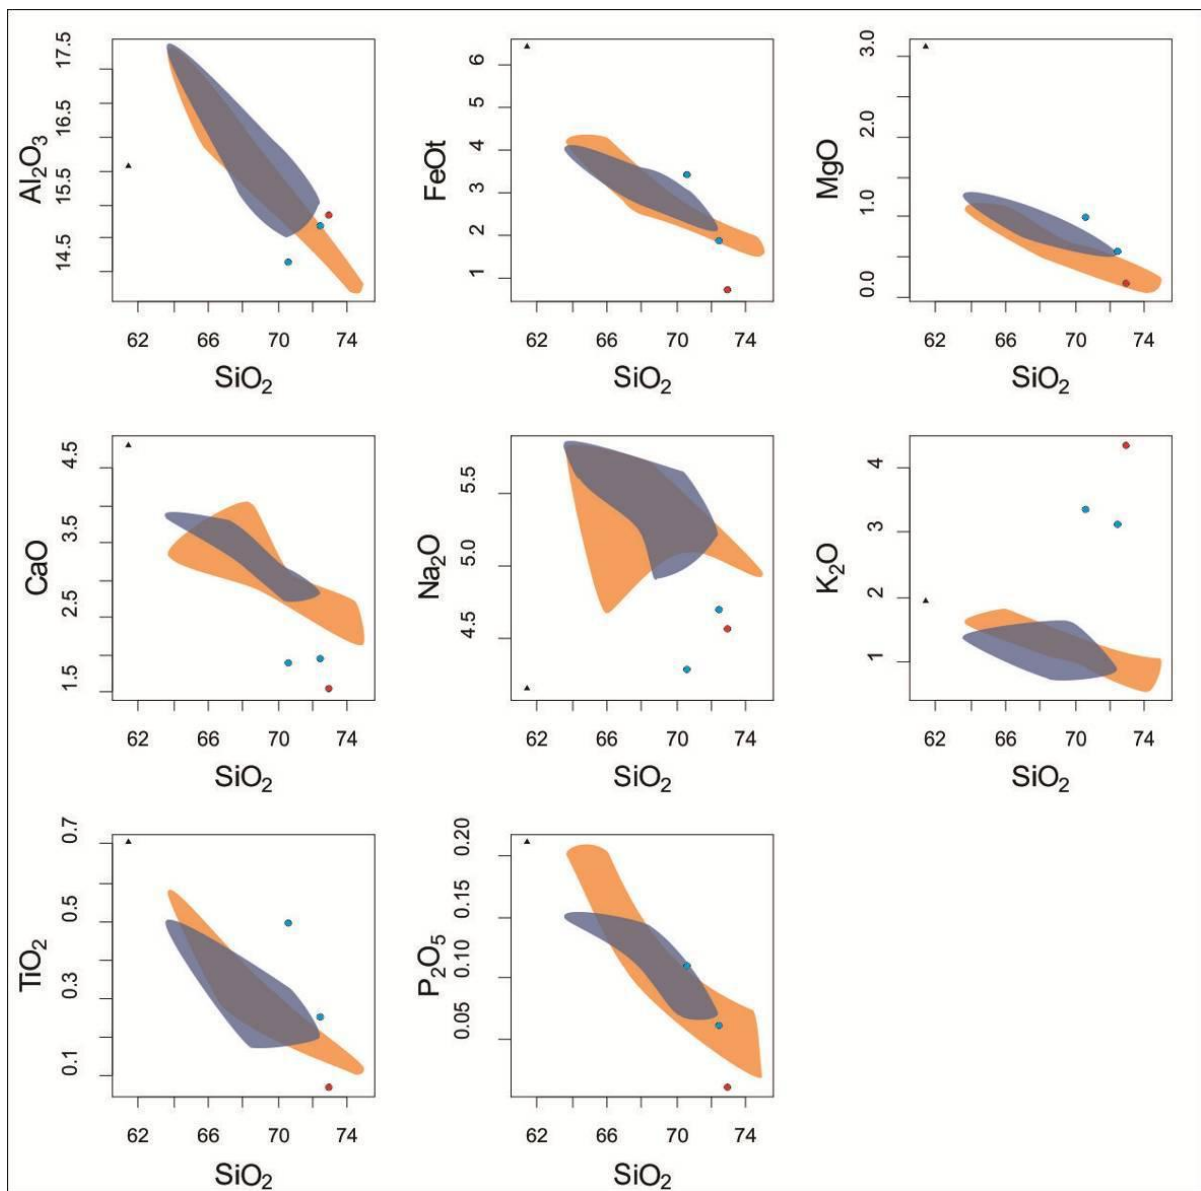 Al2O3
17.5
16.5
15.5
14.5
62 66 70 74
SiO2
FeOt
6
5
4
3
2
1
62 66 70 74
SiO2
MgO
3.0
2.0
1.0
0.0
62 66 70 74
SiO2
CaO
4.5
3.5
2.5
1.5
62 66 70 74
SiO2
Na2O
5.5
5.0
4.5
62 66 70 74
SiO2
K2O
4
3
2
1
62 66 70 74
SiO2
TiO2
0.7
0.5
0.3
0.1
62 66 70 74
SiO2
P2O5
0.20
0.15
0.10
0.05
62 66 70 74
SiO2